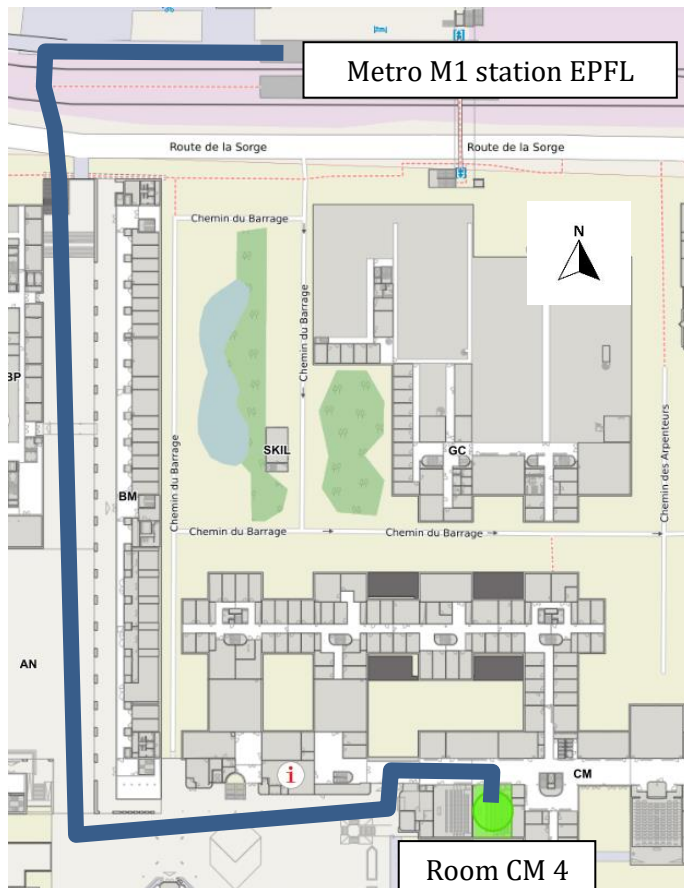 Metro M1 station EPFL
Route de la Sorge
Route de la Sorge
Chemin du Barrage
N
Chemin du Barrage
BP
Chemin du Barrage
SKIL
GC
Chemin des Arpenteurs
BM
Chemin du Barrage
Chemin du Barrage
AN
i
CM
Room CM 4